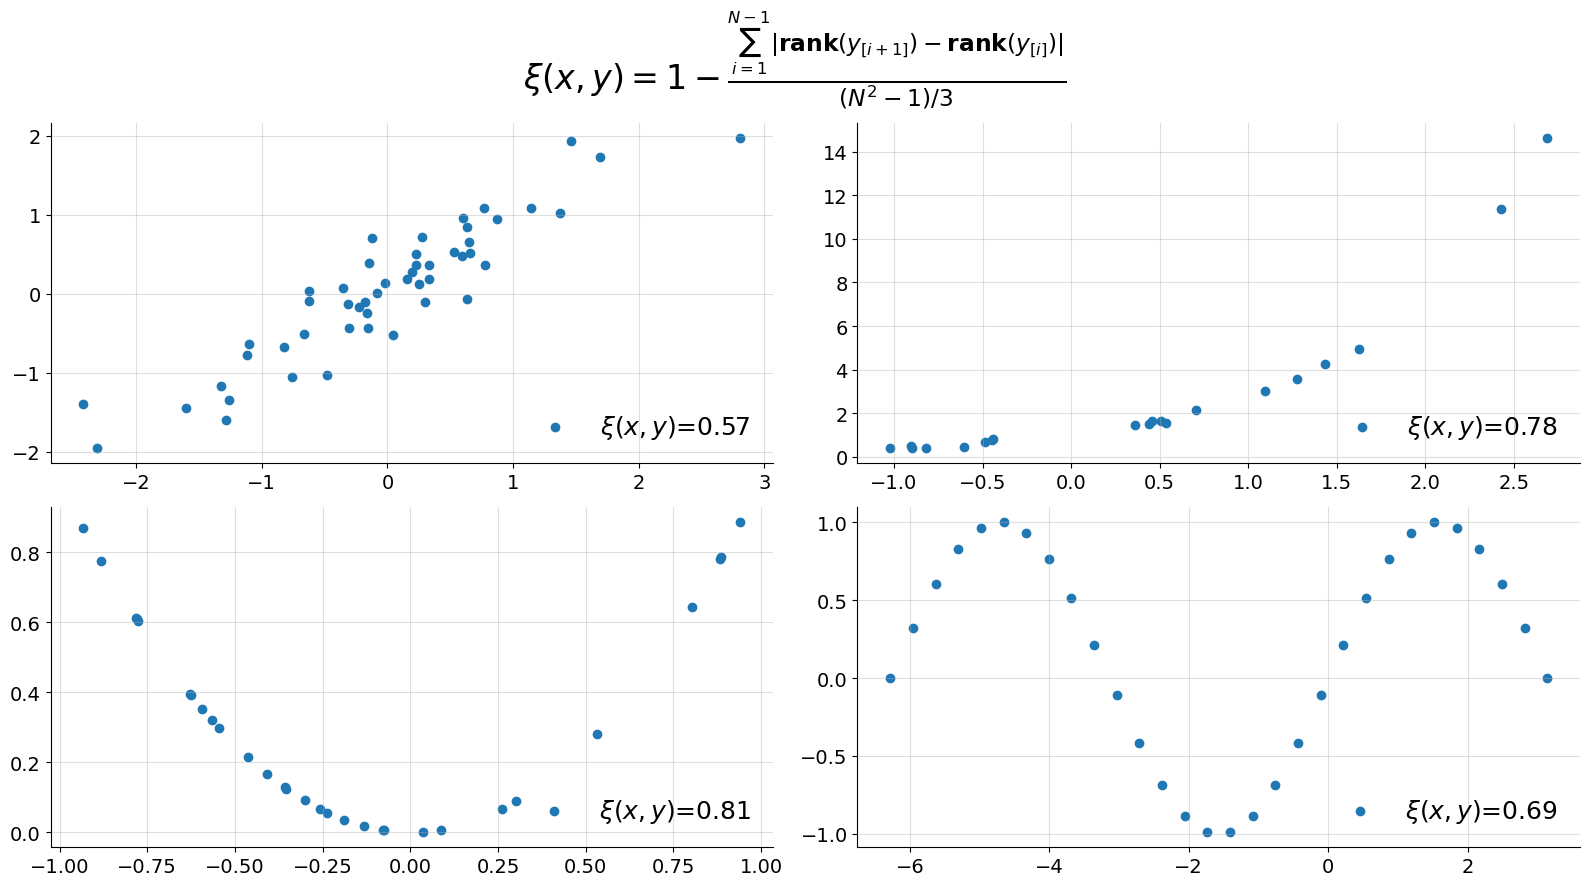 ξ(x, y) = 1 − \frac{\sum_{i=1}^{N-1} |rank(y_{[i+1]}) − rank(y_{[i]})|}{(N^2 − 1)/3}
2
1
0
−1
−2
−2 −1 0 1 2 3
ξ(x, y)=0.57
14
12
10
8
6
4
2
0
−1.0 −0.5 0.0 0.5 1.0 1.5 2.0 2.5
ξ(x, y)=0.78
0.8
0.6
0.4
0.2
0.0
−1.00 −0.75 −0.50 −0.25 0.00 0.25 0.50 0.75 1.00
ξ(x, y)=0.81
1.0
0.5
0.0
−0.5
−1.0
−6 −4 −2 0 2
ξ(x, y)=0.69